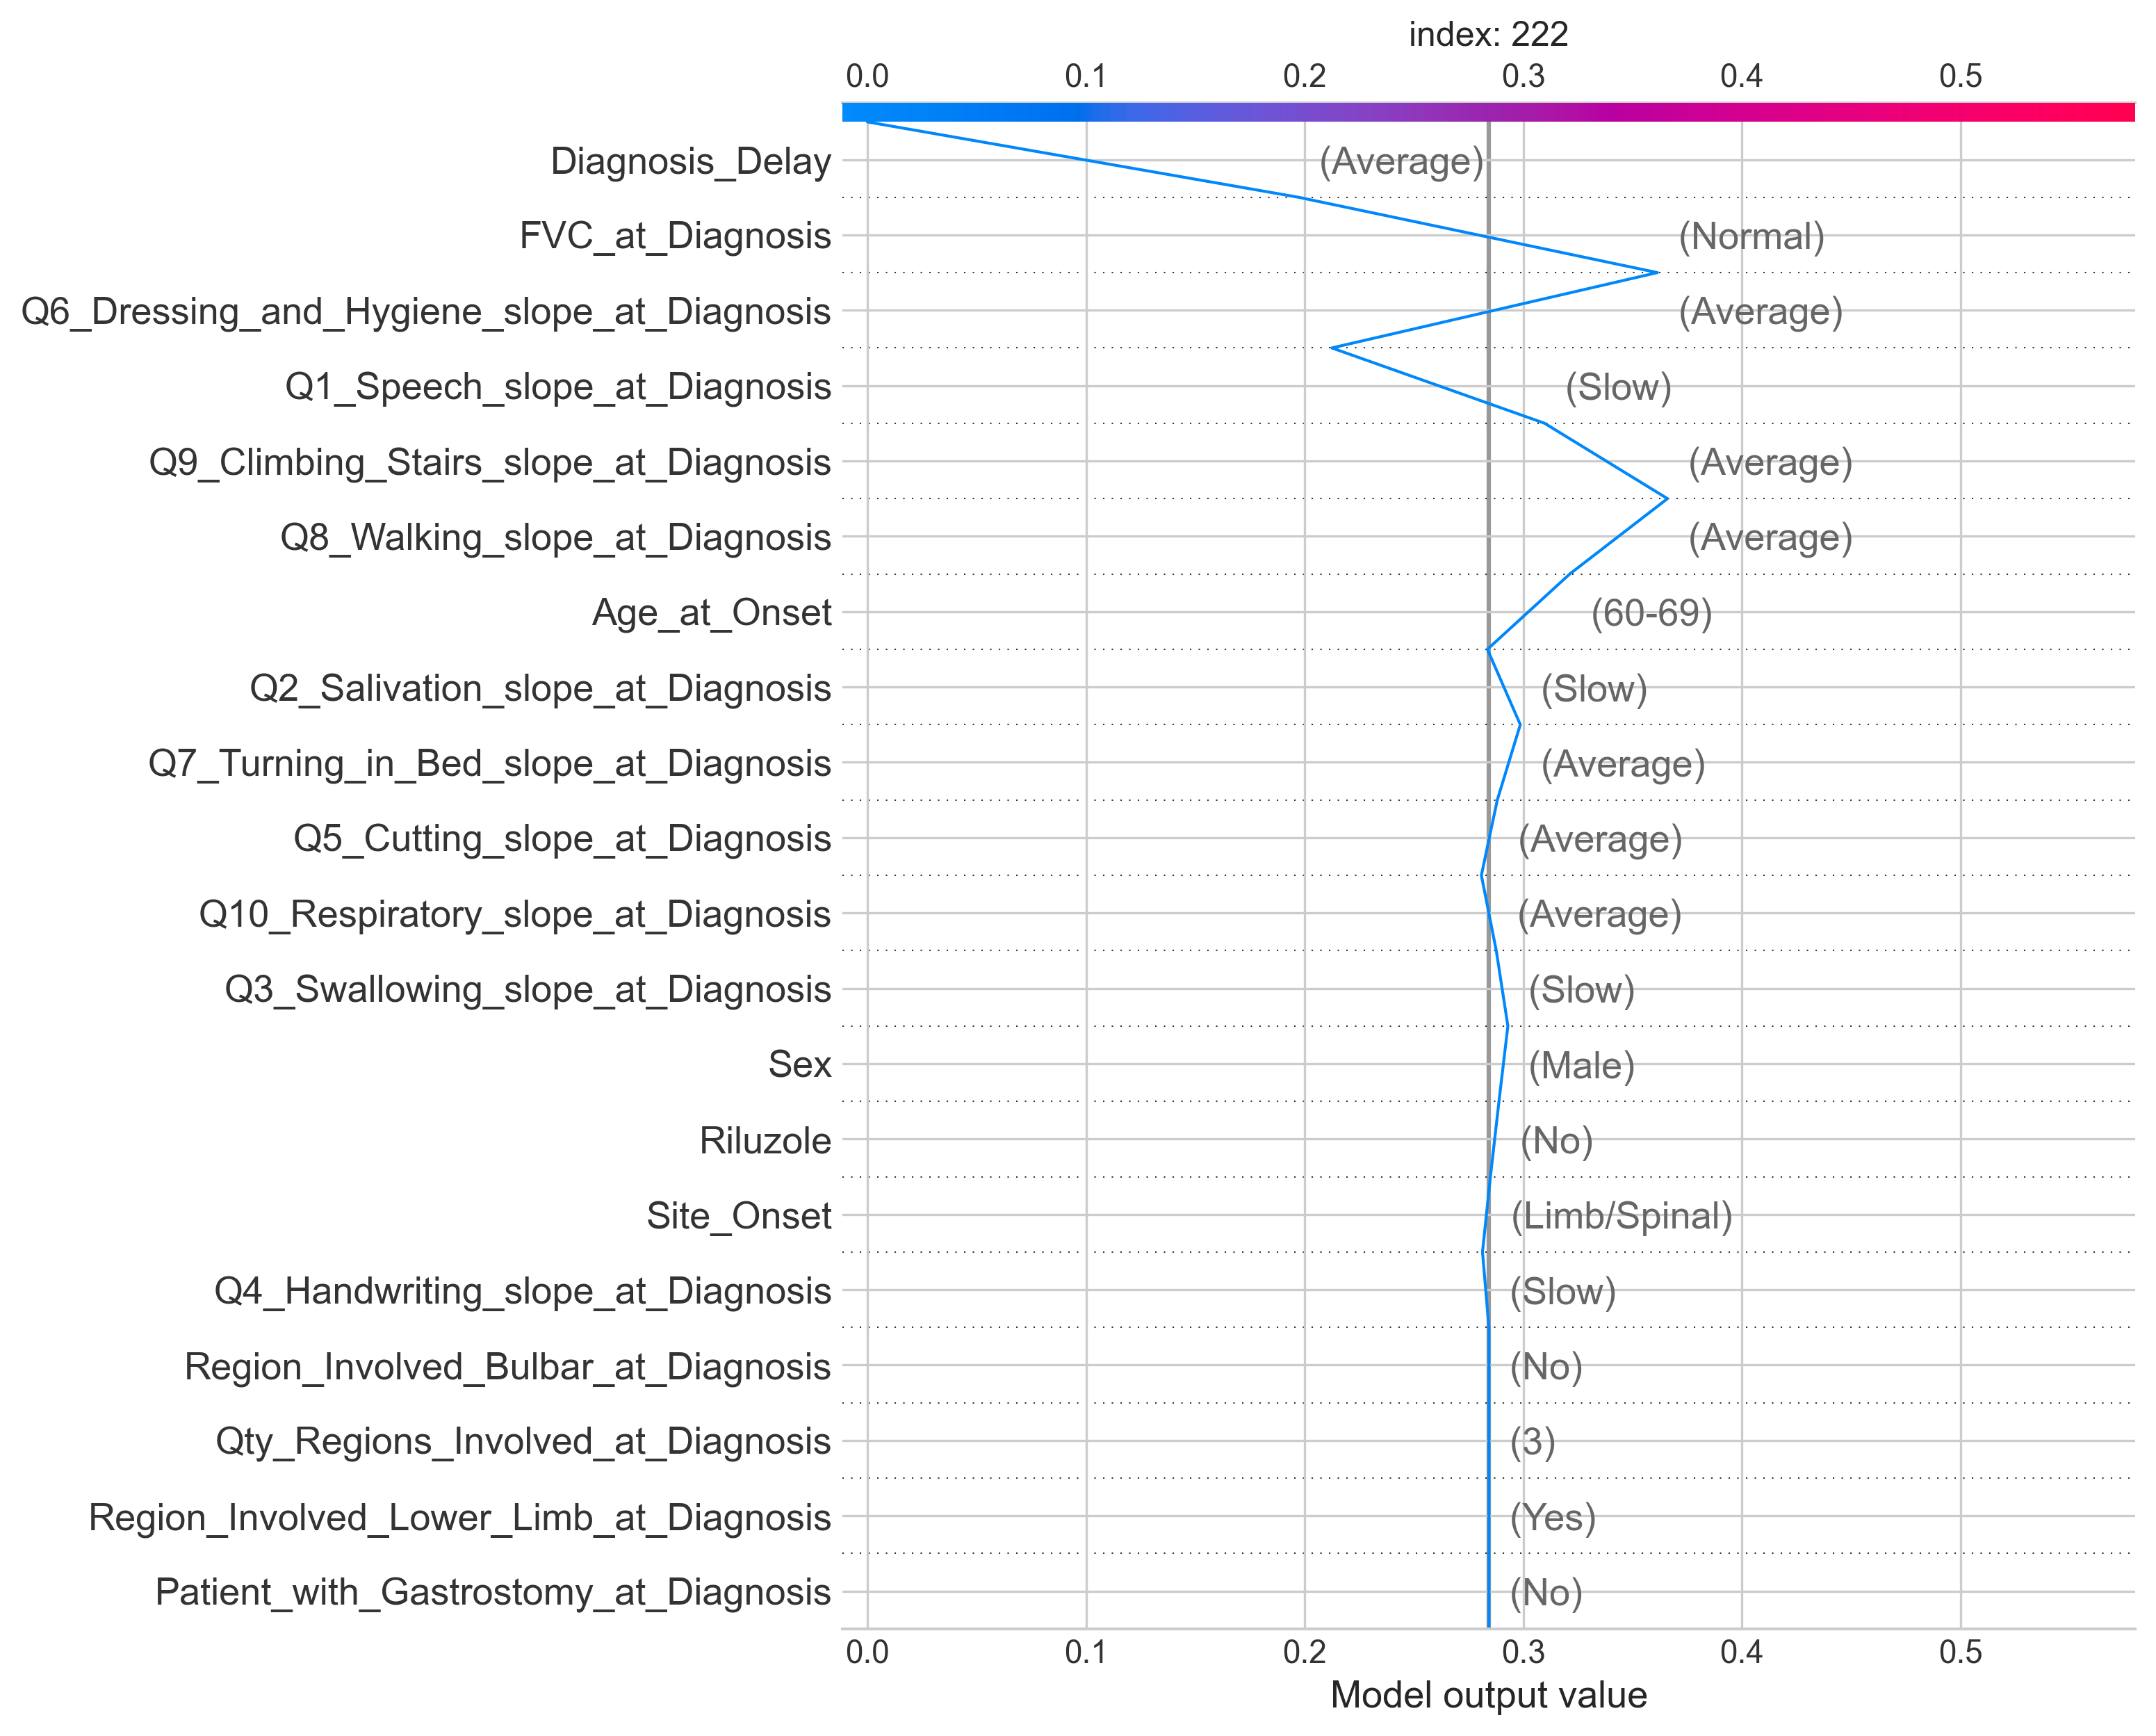 index: 222
0.0 0.1 0.2 0.3 0.4 0.5
Diagnosis_Delay (Average)
FVC_at_Diagnosis (Normal)
Q6_Dressing_and_Hygiene_slope_at_Diagnosis (Average)
Q1_Speech_slope_at_Diagnosis (Slow)
Q9_Climbing_Stairs_slope_at_Diagnosis (Average)
Q8_Walking_slope_at_Diagnosis (Average)
Age_at_Onset (60-69)
Q2_Salivation_slope_at_Diagnosis (Slow)
Q7_Turning_in_Bed_slope_at_Diagnosis (Average)
Q5_Cutting_slope_at_Diagnosis (Average)
Q10_Respiratory_slope_at_Diagnosis (Average)
Q3_Swallowing_slope_at_Diagnosis (Slow)
Sex (Male)
Riluzole (No)
Site_Onset (Limb/Spinal)
Q4_Handwriting_slope_at_Diagnosis (Slow)
Region_Involved_Bulbar_at_Diagnosis (No)
Qty_Regions_Involved_at_Diagnosis (3)
Region_Involved_Lower_Limb_at_Diagnosis (Yes)
Patient_with_Gastrostomy_at_Diagnosis (No)
0.0 0.1 0.2 0.3 0.4 0.5
Model output value